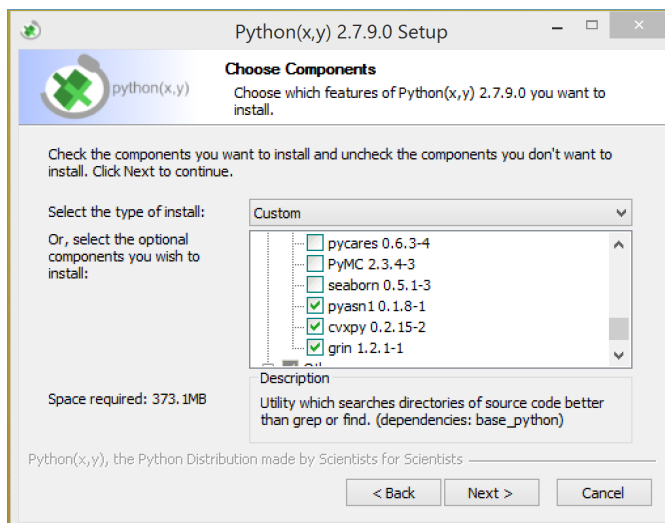 Python(x,y) 2.7.9.0 Setup
python(x,y)
Choose Components
Choose which features of Python(x,y) 2.7.9.0 you want to
install.
Check the components you want to install and uncheck the components you don't want to
install. Click Next to continue.
Select the type of install:
Custom
Or, select the optional
components you wish to
install:
pycares 0.6.3-4
PyMC 2.3.4-3
seaborn 0.5.1-3
pyasn1 0.1.8-1
cvxpy 0.2.15-2
grin 1.2.1-1
Space required: 373.1MB
Description
Utility which searches directories of source code better
than grep or find. (dependencies: base_python)
Python(x,y), the Python Distribution made by Scientists for Scientists
< Back
Next >
Cancel